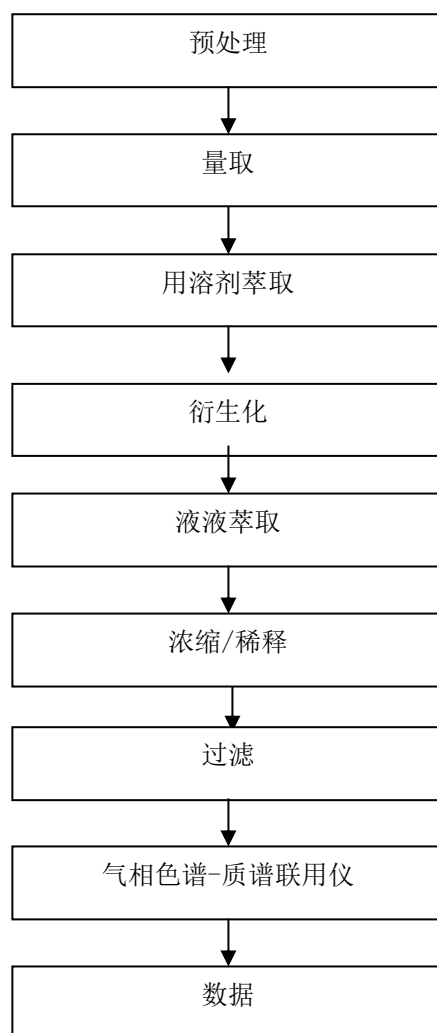 预处理
量取
用溶剂萃取
衍生化
液液萃取
浓缩/稀释
过滤
气相色谱-质谱联用仪
数据